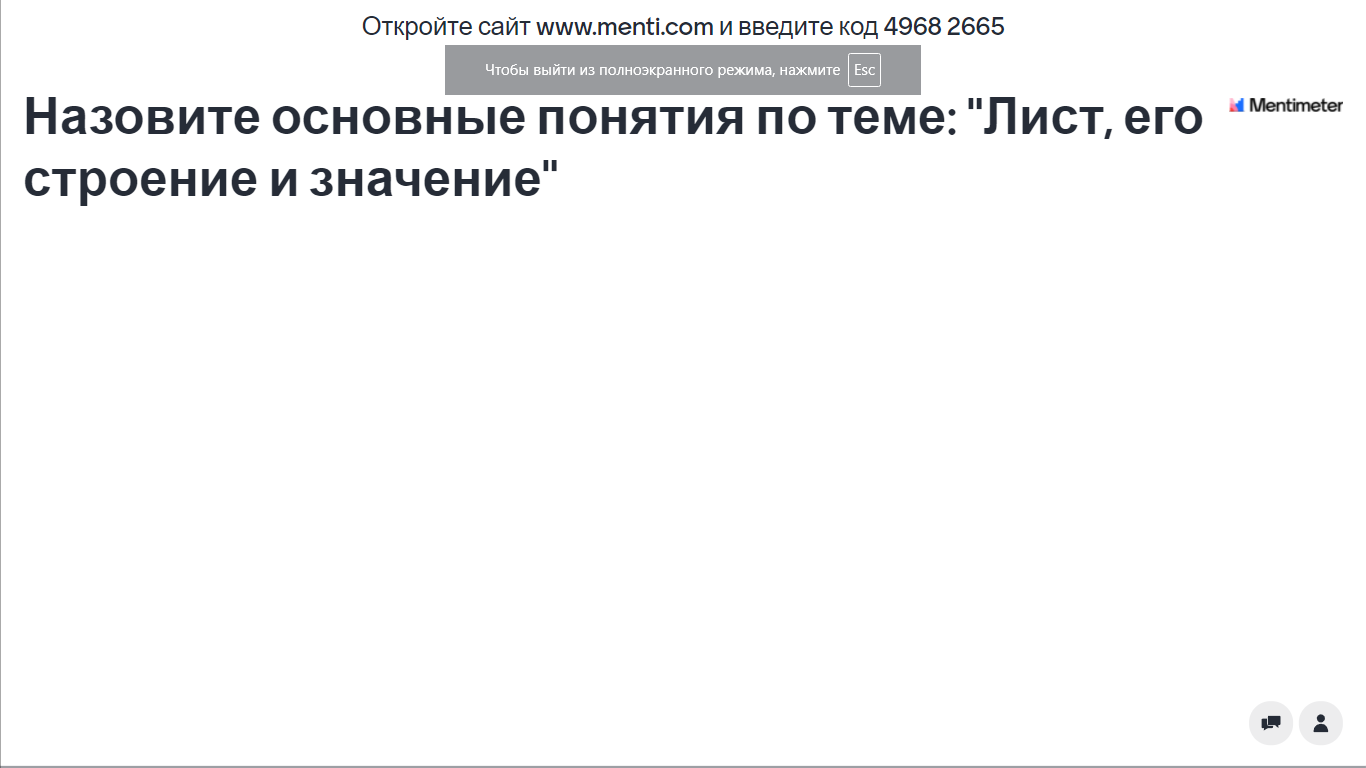 Откройте сайт www.menti.com и введите код 4968 2665
Чтобы выйти из полноэкранного режима, нажмите Esc
Назовите основные понятия по теме: "Лист, его
строение и значение"
Mentimeter